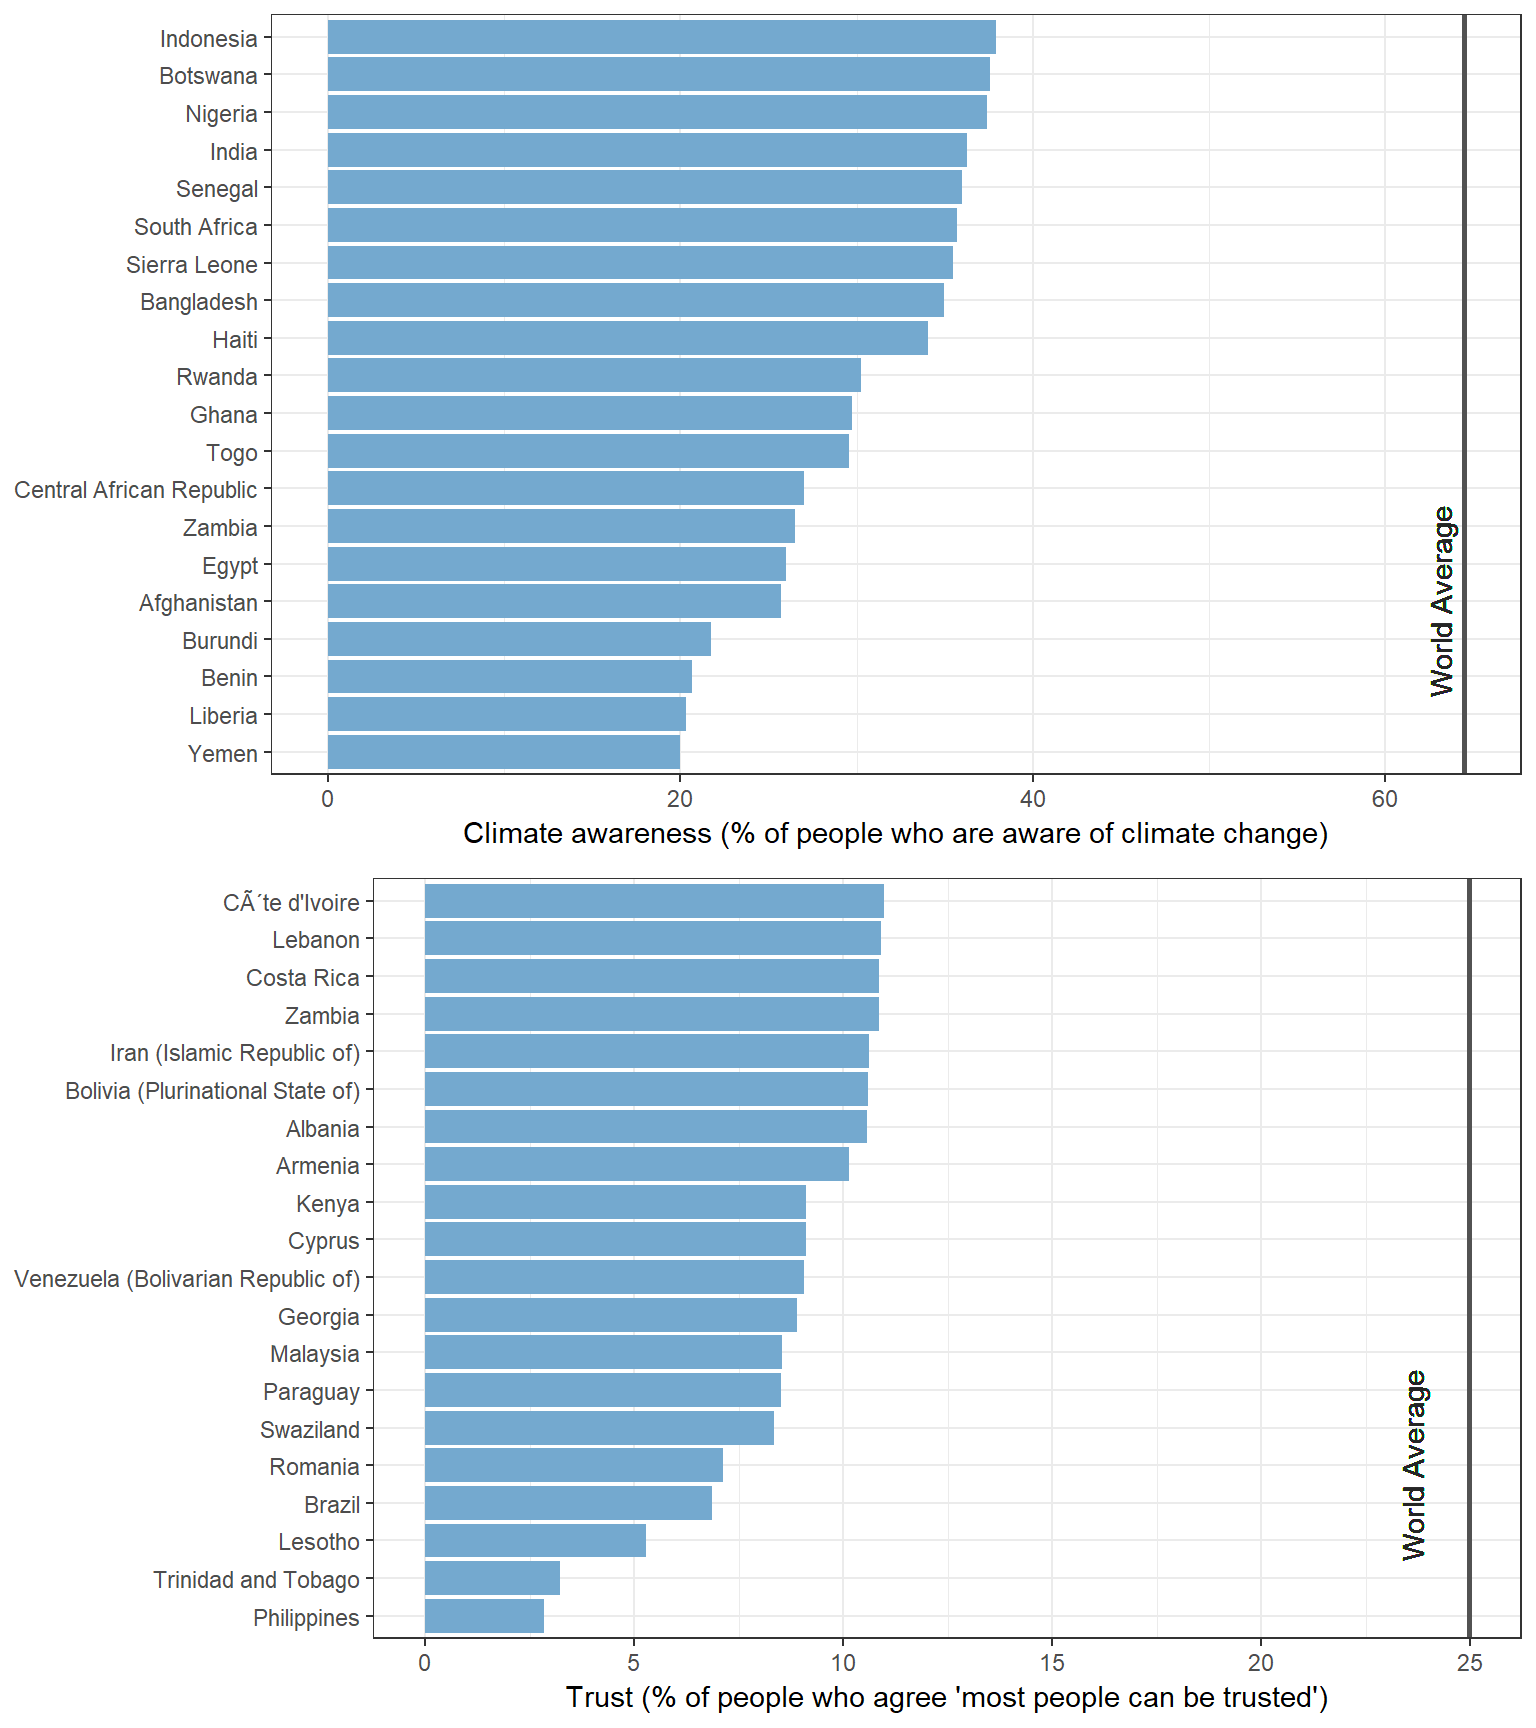 Indonesia
Botswana
Nigeria
India
Senegal
South Africa
Sierra Leone
Bangladesh
Haiti
Rwanda
Ghana
Togo
Central African Republic
Zambia
Egypt
Afghanistan
Burundi
Benin
Liberia
Yemen
World Average
0 20 40 60
Climate awareness (% of people who are aware of climate change)
CÃ´te d'Ivoire
Lebanon
Costa Rica
Zambia
Iran (Islamic Republic of)
Bolivia (Plurinational State of)
Albania
Armenia
Kenya
Cyprus
Venezuela (Bolivarian Republic of)
Georgia
Malaysia
Paraguay
Swaziland
Romania
Brazil
Lesotho
Trinidad and Tobago
Philippines
World Average
0 5 10 15 20 25
Trust (% of people who agree 'most people can be trusted')